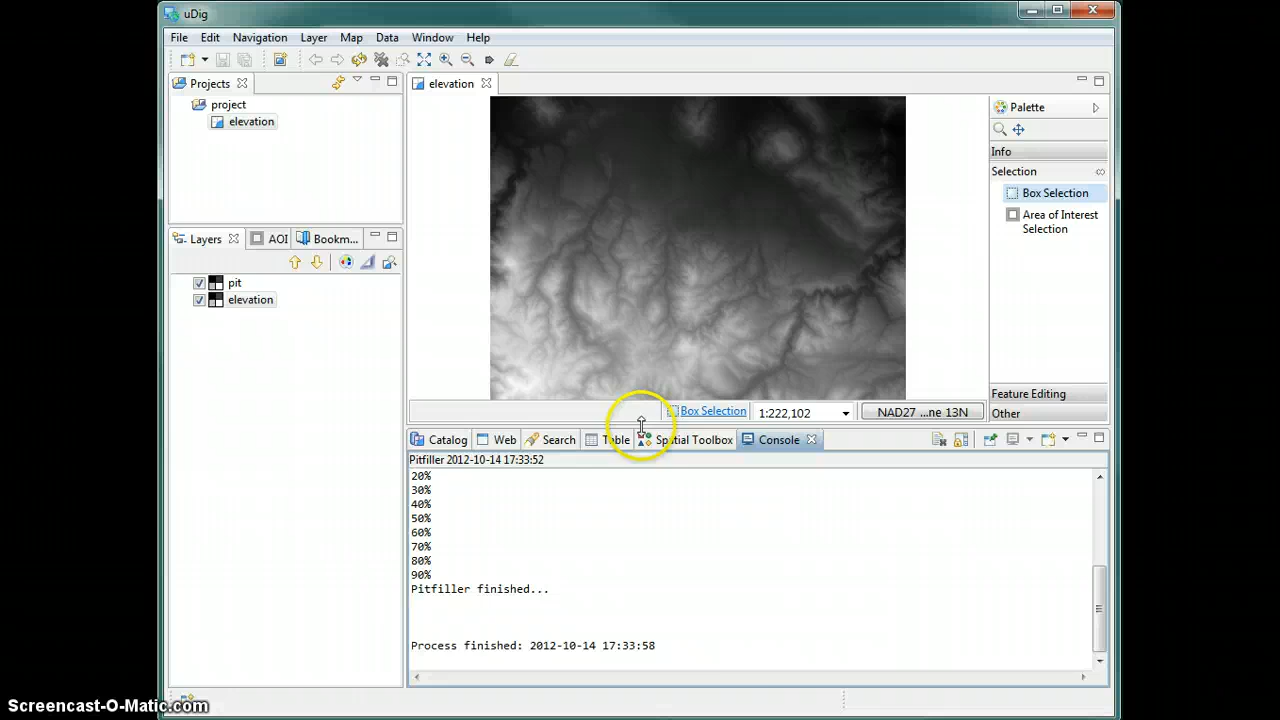 uDig
File Edit Navigation Layer Map Data Window Help
Projects
project
elevation
Layers AOI Bookm...
pit
elevation
elevation
Palette
Info
Selection
Box Selection
Area of Interest
Selection
Feature Editing
Other
Box Selection 1:222,102 NAD27 ...ne 13N
Catalog Web Search Table Spatial Toolbox Console
Pitfiller 2012-10-14 17:33:52
20%
30%
40%
50%
60%
70%
80%
90%
Pitfiller finished...
Process finished: 2012-10-14 17:33:58
Screencast-O-Matic.com